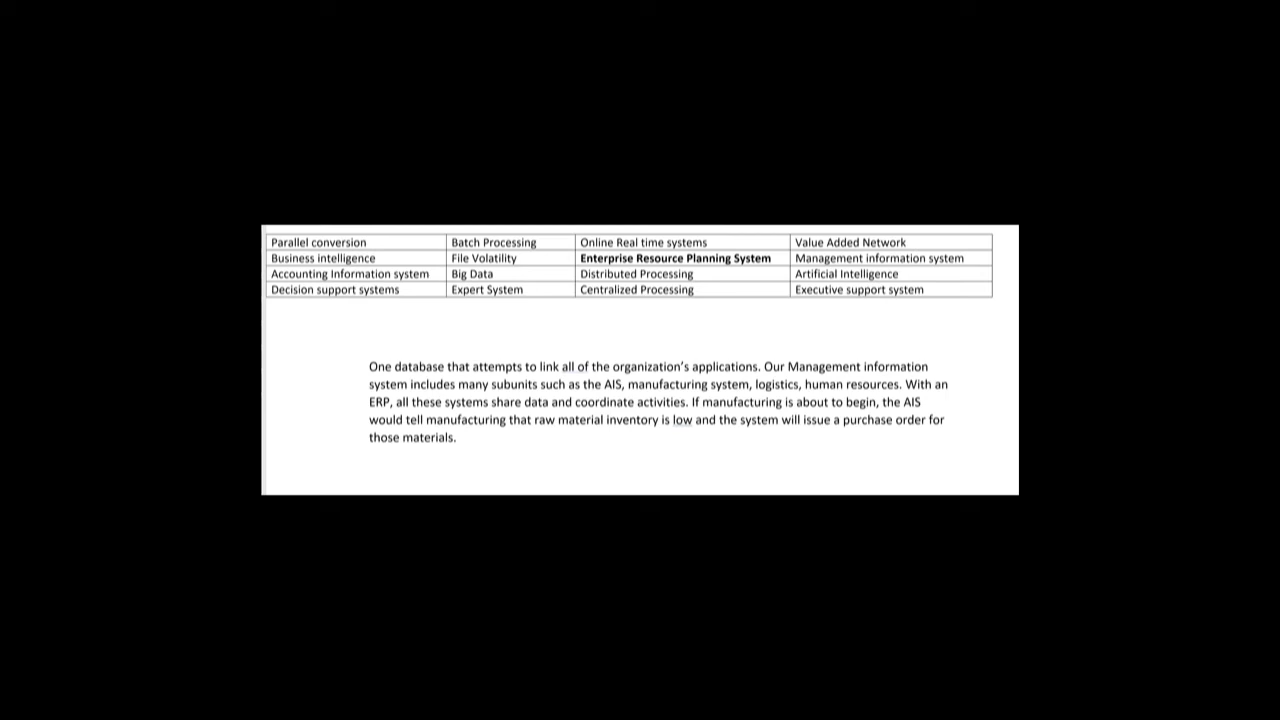 Parallel conversion Batch Processing Online Real time systems Value Added Network
Business intelligence File Volatility Enterprise Resource Planning System Management information system
Accounting Information system Big Data Distributed Processing Artificial Intelligence
Decision support systems Expert System Centralized Processing Executive support system
One database that attempts to link all of the organization's applications. Our Management information
system includes many subunits such as the AIS, manufacturing system, logistics, human resources. With an
ERP, all these systems share data and coordinate activities. If manufacturing is about to begin, the AIS
would tell manufacturing that raw material inventory is low and the system will issue a purchase order for
those materials.